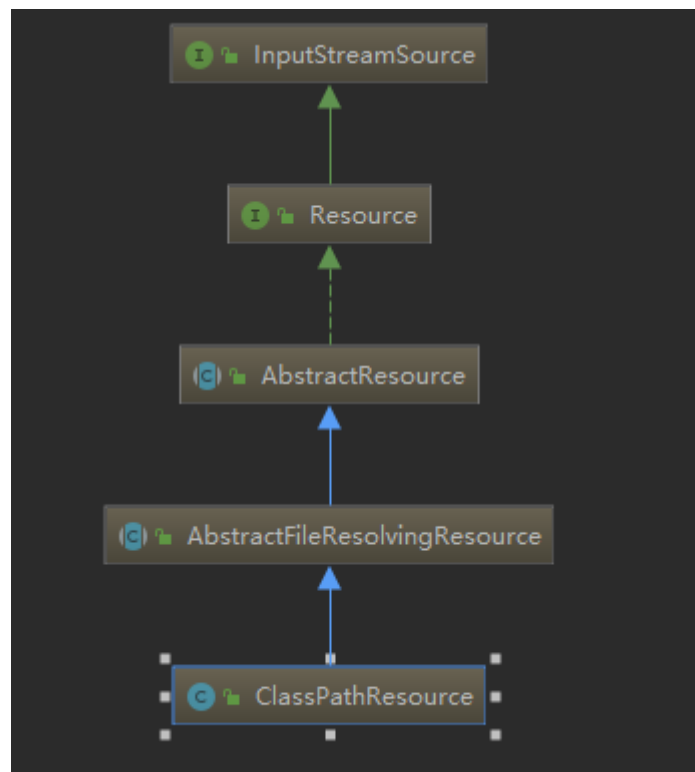 I InputStreamSource
I Resource
C AbstractResource
C AbstractFileResolvingResource
C ClassPathResource